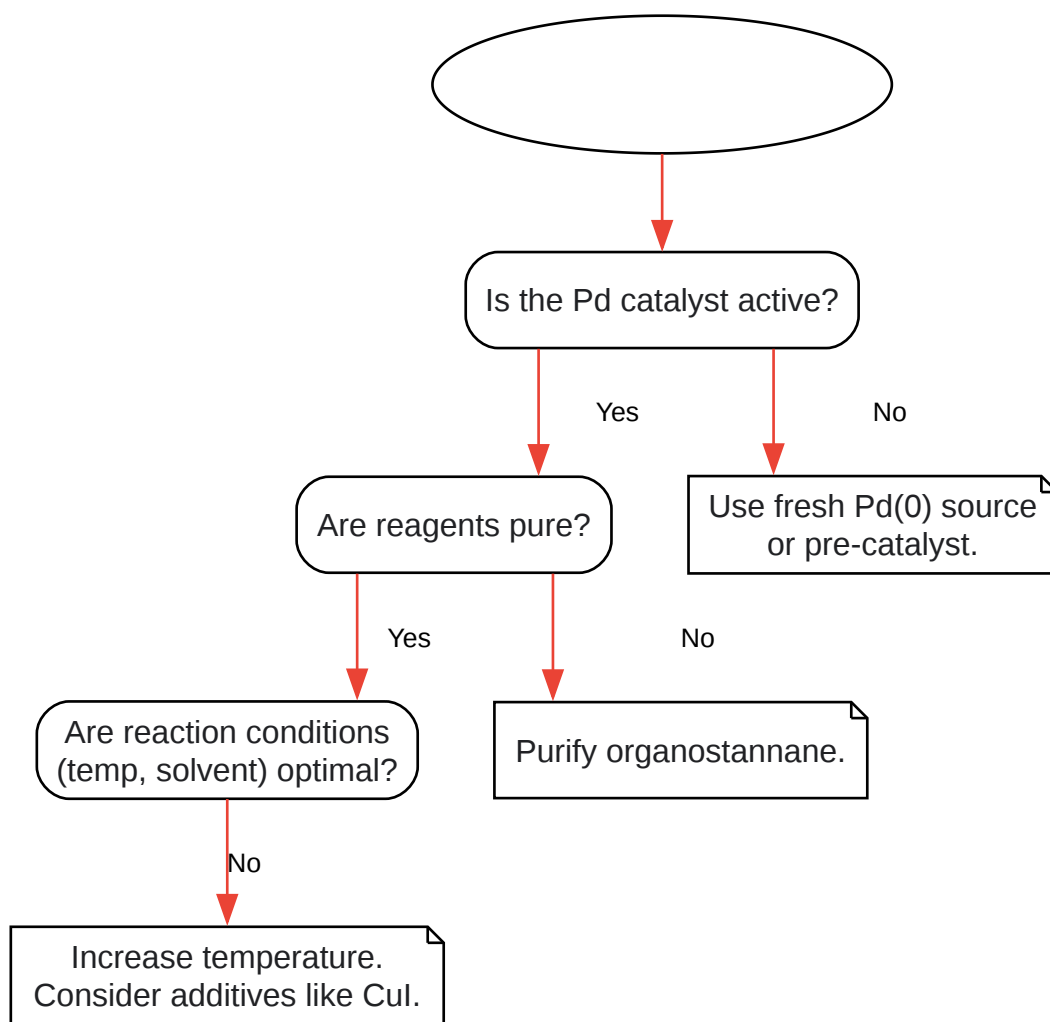 Is the Pd catalyst active?
Yes
No
Use fresh Pd(0) source
or pre-catalyst.
Are reagents pure?
Yes
No
Are reaction conditions
(temp, solvent) optimal?
Purify organostannane.
No
Increase temperature.
Consider additives like CuI.